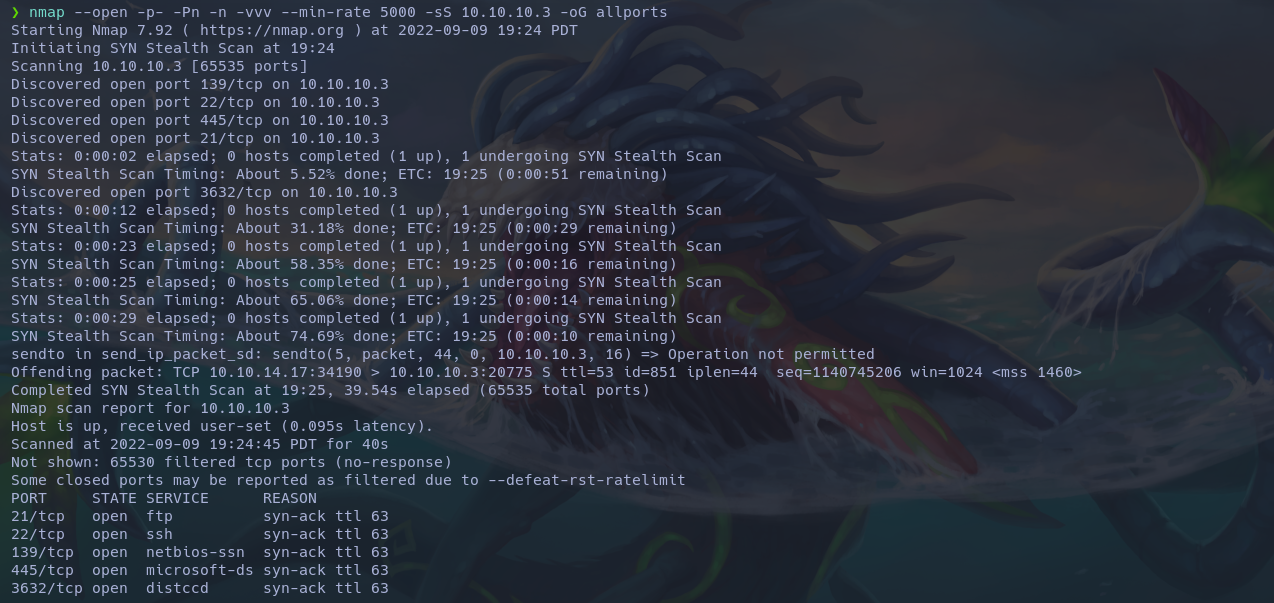 ❯ nmap --open -p- -Pn -n -vvv --min-rate 5000 -sS 10.10.10.3 -oG allports
Starting Nmap 7.92 ( https://nmap.org ) at 2022-09-09 19:24 PDT
Initiating SYN Stealth Scan at 19:24
Scanning 10.10.10.3 [65535 ports]
Discovered open port 139/tcp on 10.10.10.3
Discovered open port 22/tcp on 10.10.10.3
Discovered open port 445/tcp on 10.10.10.3
Discovered open port 21/tcp on 10.10.10.3
Stats: 0:00:02 elapsed; 0 hosts completed (1 up), 1 undergoing SYN Stealth Scan
SYN Stealth Scan Timing: About 5.52% done; ETC: 19:25 (0:00:51 remaining)
Discovered open port 3632/tcp on 10.10.10.3
Stats: 0:00:12 elapsed; 0 hosts completed (1 up), 1 undergoing SYN Stealth Scan
SYN Stealth Scan Timing: About 31.18% done; ETC: 19:25 (0:00:29 remaining)
Stats: 0:00:23 elapsed; 0 hosts completed (1 up), 1 undergoing SYN Stealth Scan
SYN Stealth Scan Timing: About 58.35% done; ETC: 19:25 (0:00:16 remaining)
Stats: 0:00:25 elapsed; 0 hosts completed (1 up), 1 undergoing SYN Stealth Scan
SYN Stealth Scan Timing: About 65.06% done; ETC: 19:25 (0:00:14 remaining)
Stats: 0:00:29 elapsed; 0 hosts completed (1 up), 1 undergoing SYN Stealth Scan
SYN Stealth Scan Timing: About 74.69% done; ETC: 19:25 (0:00:10 remaining)
sendto in send_ip_packet_sd: sendto(5, packet, 44, 0, 10.10.10.3, 16) => Operation not permitted
Offending packet: TCP 10.10.14.17:34190 > 10.10.10.3:20775 S ttl=53 id=851 iplen=44  seq=1140745206 win=1024 <mss 1460>
Completed SYN Stealth Scan at 19:25, 39.54s elapsed (65535 total ports)
Nmap scan report for 10.10.10.3
Host is up, received user-set (0.095s latency).
Scanned at 2022-09-09 19:24:45 PDT for 40s
Not shown: 65530 filtered tcp ports (no-response)
Some closed ports may be reported as filtered due to --defeat-rst-ratelimit
PORT     STATE SERVICE      REASON
21/tcp   open  ftp          syn-ack ttl 63
22/tcp   open  ssh          syn-ack ttl 63
139/tcp  open  netbios-ssn  syn-ack ttl 63
445/tcp  open  microsoft-ds syn-ack ttl 63
3632/tcp open  distccd      syn-ack ttl 63